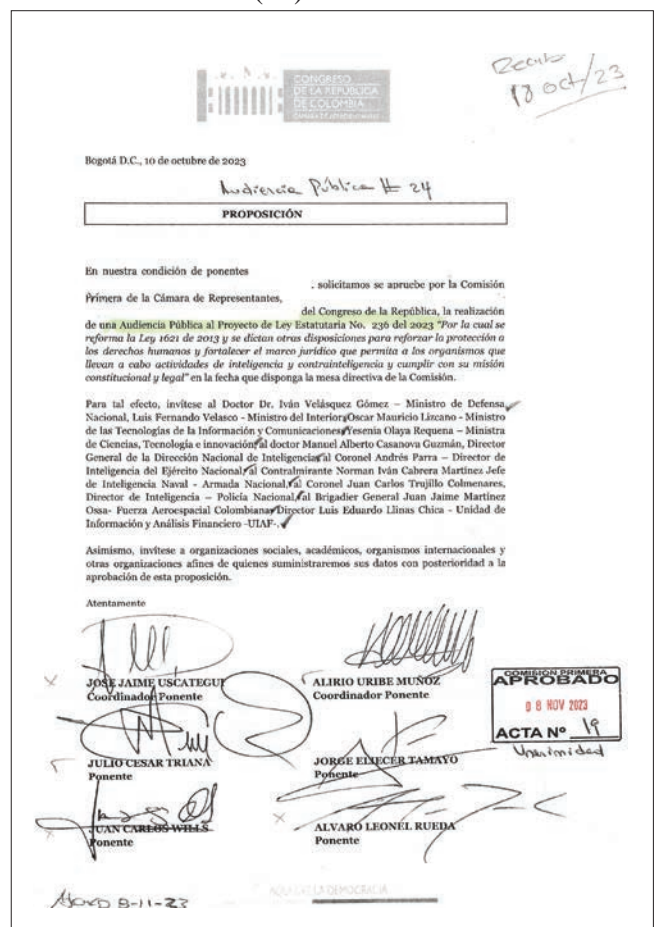 CONGRESO
DE LA REPÚBLICA
DE COLOMBIA
Recibí
18 oct/23
Bogotá D.C., 10 de octubre de 2023
Audiencia Pública # 24
PROPOSICIÓN
En nuestra condición de ponentes
, solicitamos se apruebe por la Comisión
Primera de la Cámara de Representantes,
del Congreso de la República, la realización
de una Audiencia Pública al Proyecto de Ley Estatutaria No. 236 del 2023 "Por la cual se
reforma la Ley 1621 de 2013 y se dictan otras disposiciones para reforzar la protección a
los derechos humanos y fortalecer el marco jurídico que permita a los organismos que
llevan a cabo actividades de inteligencia y contrainteligencia y cumplir con su misión
constitucional y legal" en la fecha que disponga la mesa directiva de la Comisión.
Para tal efecto, invítese al Doctor Dr. Iván Velásquez Gómez – Ministro de Defensa
Nacional, Luis Fernando Velasco - Ministro del Interior Oscar Mauricio Lizcano - Ministro
de las Tecnologías de la Información y Comunicaciones Yesenia Olaya Requena – Ministra
de Ciencias, Tecnología e innovación al doctor Manuel Alberto Casanova Guzmán, Director
General de la Dirección Nacional de Inteligencias al Coronel Andrés Parra – Director de
Inteligencia del Ejército Nacional, al Contralmirante Norman Iván Cabrera Martínez Jefe
de Inteligencia Naval - Armada Nacional, al Coronel Juan Carlos Trujillo Colmenares,
Director de Inteligencia – Policía Nacional, al Brigadier General Juan Jaime Martínez
Ossa- Fuerza Aeroespacial Colombiana Director Luis Eduardo Llinas Chica - Unidad de
Información y Análisis Financiero -UIAF-.
Asimismo, invítese a organizaciones sociales, académicos, organismos internacionales y
otras organizaciones afines de quienes suministraremos sus datos con posterioridad a la
aprobación de esta proposición.
Atentamente
JOSÉ JAIME USCATEGUI
Coordinador Ponente
ALIRIO URIBE MUÑOZ
Coordinador Ponente
COMISION PRIMERA
APROBADO
08 NOV 2023
ACTA Nº 19
Unanimidad
JULIO CESAR TRIANA
Ponente
JORGE ELIECER TAMAYO
Ponente
JUAN CARLOS WILLS
Ponente
ALVARO LEONEL RUEDA
Ponente
AQUÍ VIVE LA DEMOCRACIA
8-11-23